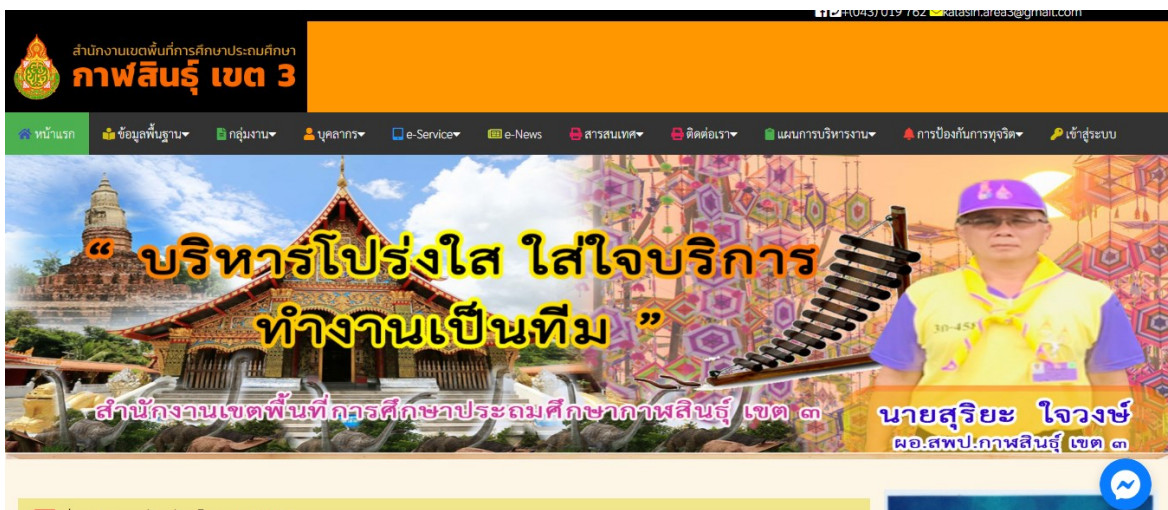 +(043) 019 762 kalasin.area3@gmail.com
สำนักงานเขตพื้นที่การศึกษาประถมศึกษา
กาฬสินธุ์ เขต 3
หน้าแรก ข้อมูลพื้นฐาน กลุ่มงาน บุคลากร e-Service e-News สารสนเทศ ติดต่อเรา แผนการบริหารงาน การป้องกันการทุจริต เข้าสู่ระบบ
“ บริหารโปร่งใส ใส่ใจบริการ
ทำงานเป็นทีม ”
สำนักงานเขตพื้นที่การศึกษาประถมศึกษากาฬสินธุ์ เขต ๓
นายสุริยะ ใจวงษ์
ผอ.สพป.กาฬสินธุ์ เขต ๓